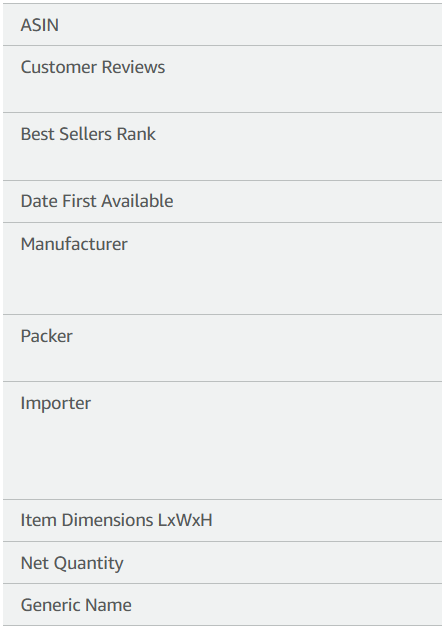 ASIN
Customer Reviews
Best Sellers Rank
Date First Available
Manufacturer
Packer
Importer
Item Dimensions LxWxH
Net Quantity
Generic Name